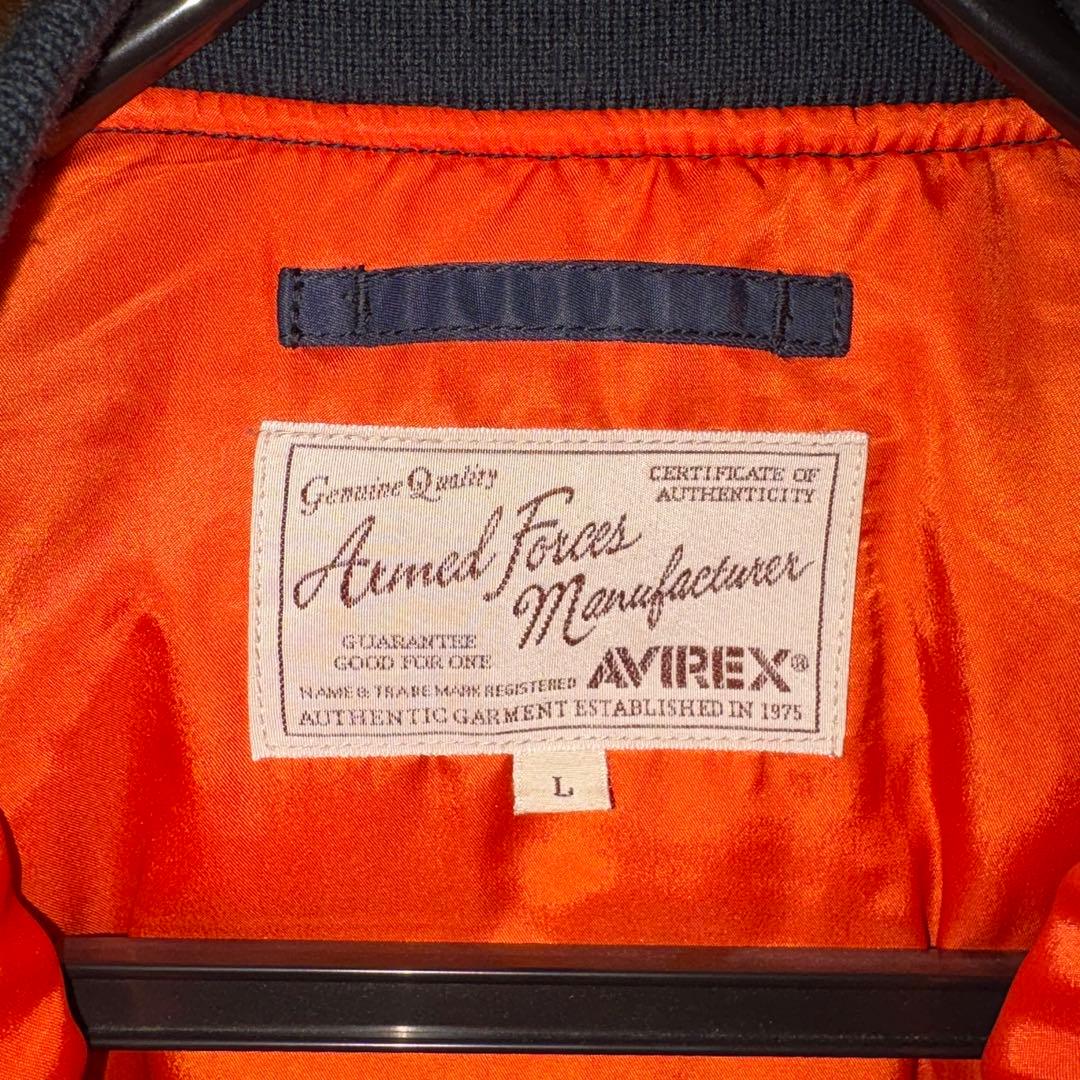 Genuine Quality
CERTIFICATE OF
AUTHENTICITY
Armed Forces
Manufacturer
GUARANTEE
GOOD FOR ONE
NAME & TRADE MARK REGISTERED
AVIREX®
AUTHENTIC GARMENT ESTABLISHED IN 1975
L